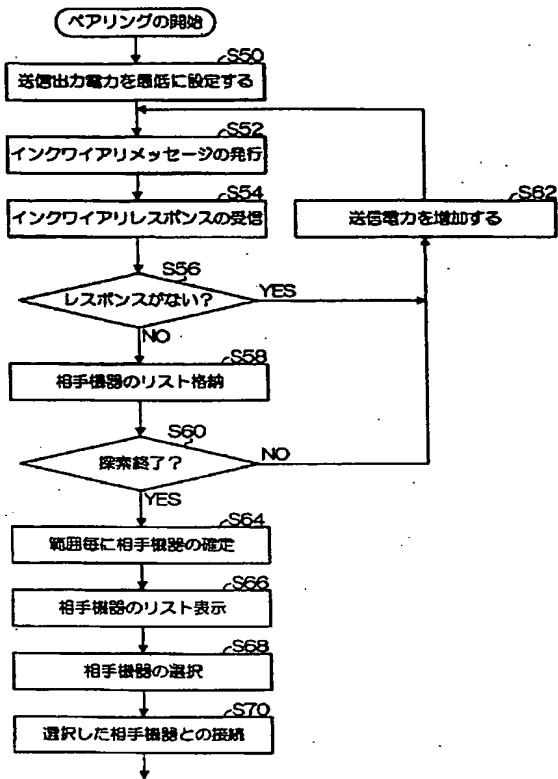 ペアリングの開始
S50
送信出力電力を最低に設定する
S52
インクワイアリメッセージの発行
S54
インクワイアリレスポンスの受信
S62
送信電力を増加する
S56
レスポンスがない?
YES
NO
S58
相手機器のリスト格納
S60
探索終了?
NO
YES
S64
範囲毎に相手機器の確定
S66
相手機器のリスト表示
S68
相手機器の選択
S70
選択した相手機器との接続